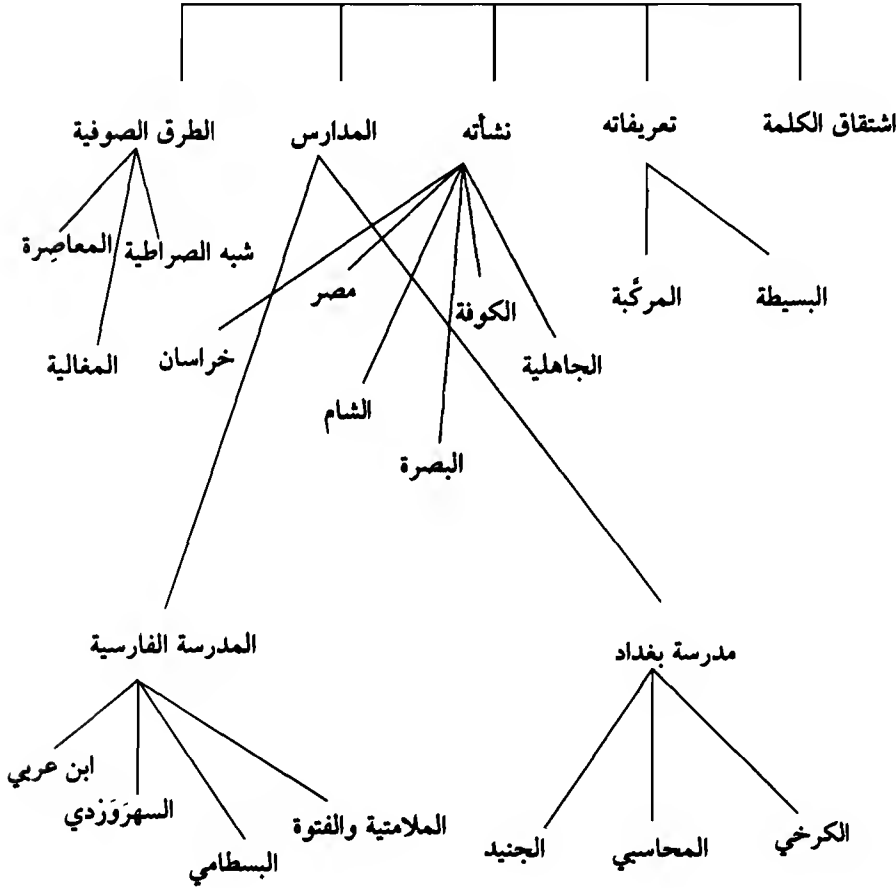 اشتقاق الكلمة
تعريفاته
نشأته
المدارس
الطرق الصوفية
البسيطة
المركَّبة
الجاهلية
الكوفة
البصرة
الشام
مصر
خراسان
شبه الصراطية
المغالية
المعاصِرة
مدرسة بغداد
الكرخي
المحاسبي
الجنيد
المدرسة الفارسية
الملامتية والفتوة
البسطامي
السهرَوَزدي
ابن عربي